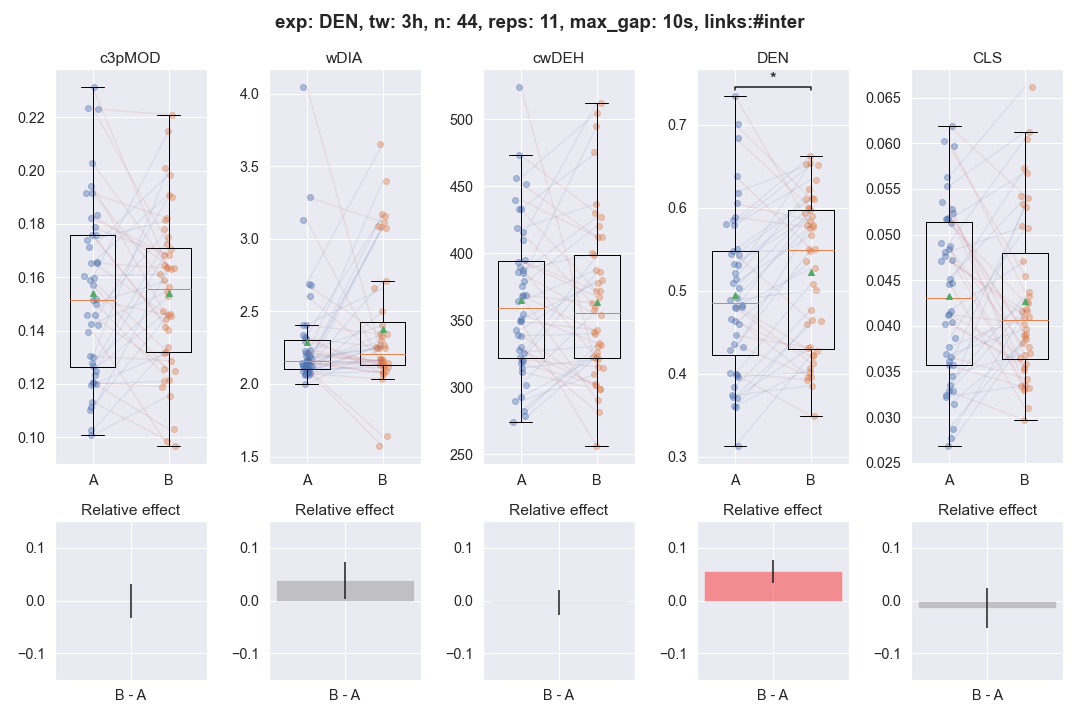 exp: DEN, tw: 3h, n: 44, reps: 11, max_gap: 10s, links:#inter
c3pMOD
wDIA
cwDEH
DEN
CLS
0.22
0.20
0.18
0.16
0.14
0.12
0.10
A
B
4.0
3.5
3.0
2.5
2.0
1.5
A
B
500
450
400
350
300
250
A
B
*
0.7
0.6
0.5
0.4
0.3
A
B
0.065
0.060
0.055
0.050
0.045
0.040
0.035
0.030
0.025
A
B
Relative effect
0.1
0.0
−0.1
B - A
Relative effect
0.1
0.0
−0.1
B - A
Relative effect
0.1
0.0
−0.1
B - A
Relative effect
0.1
0.0
−0.1
B - A
Relative effect
0.1
0.0
−0.1
B - A